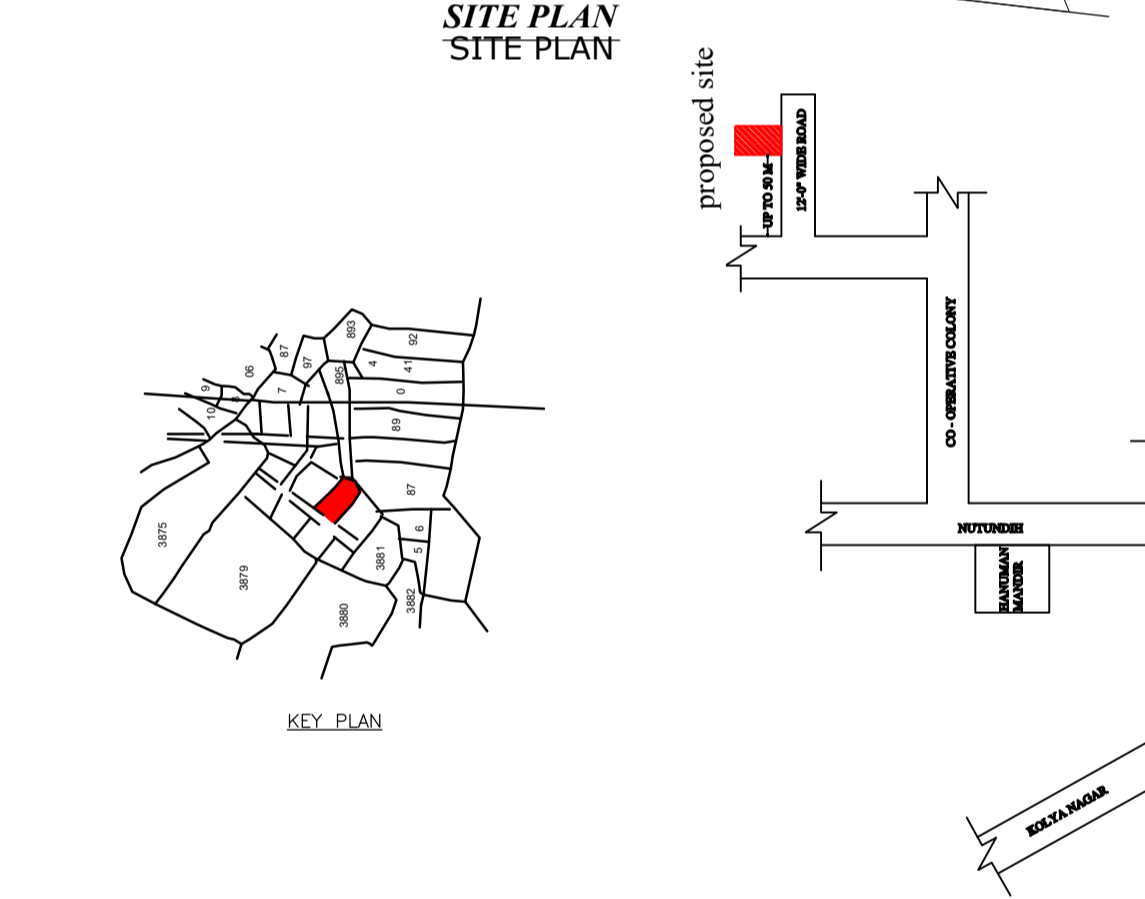 SITE PLAN
SITE PLAN
proposed site
UP TO 50 M
12'-0" WIDE ROAD
CO - OPERATIVE COLONY
NUTUNDIH
HANUMAN
MANDIR
KOLYA NAGAR
893
92
87
97
4
41
06
895
9
7
0
10
89
87
3875
6
5
3881
3879
3882
3880
KEY PLAN